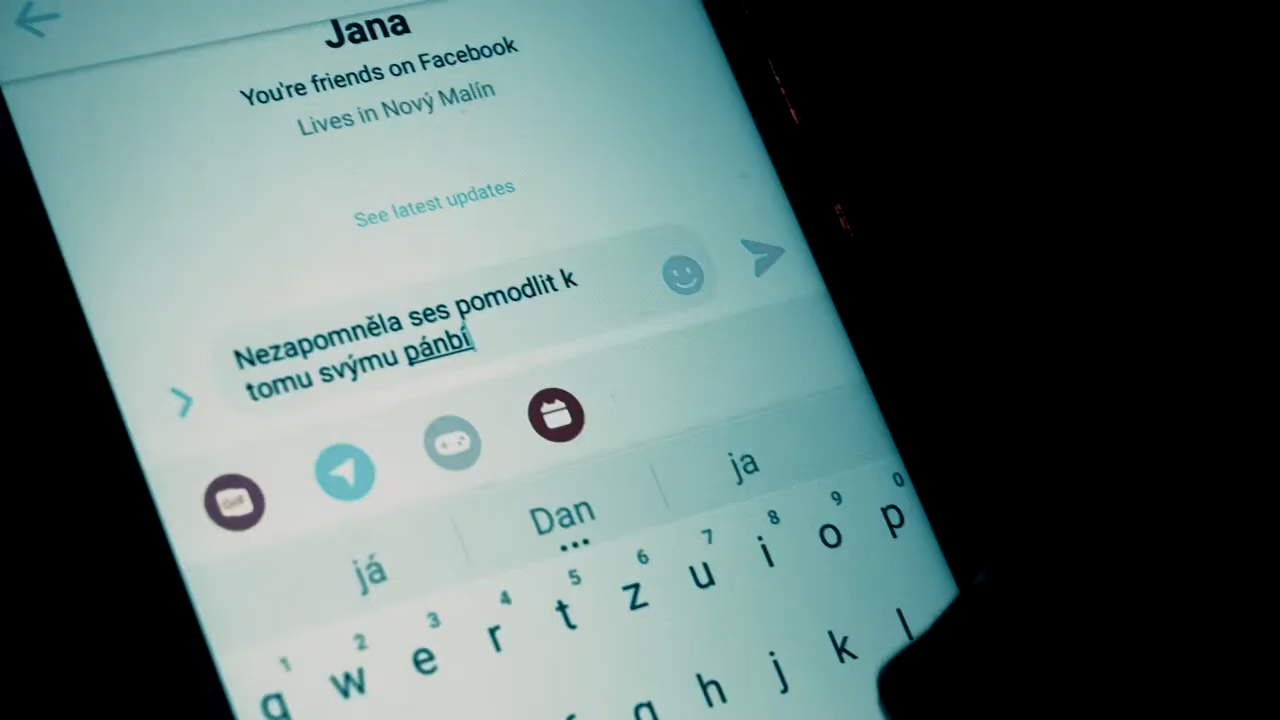 Jana
You're friends on Facebook
Lives in Nový Malín
See latest updates
Nezapomněla ses pomodlit k
tomu svýmu pánbí
já Dan ja
1 2 3 4 5 6 7 8 9 0
q w e r t z u i o p
g h j k l